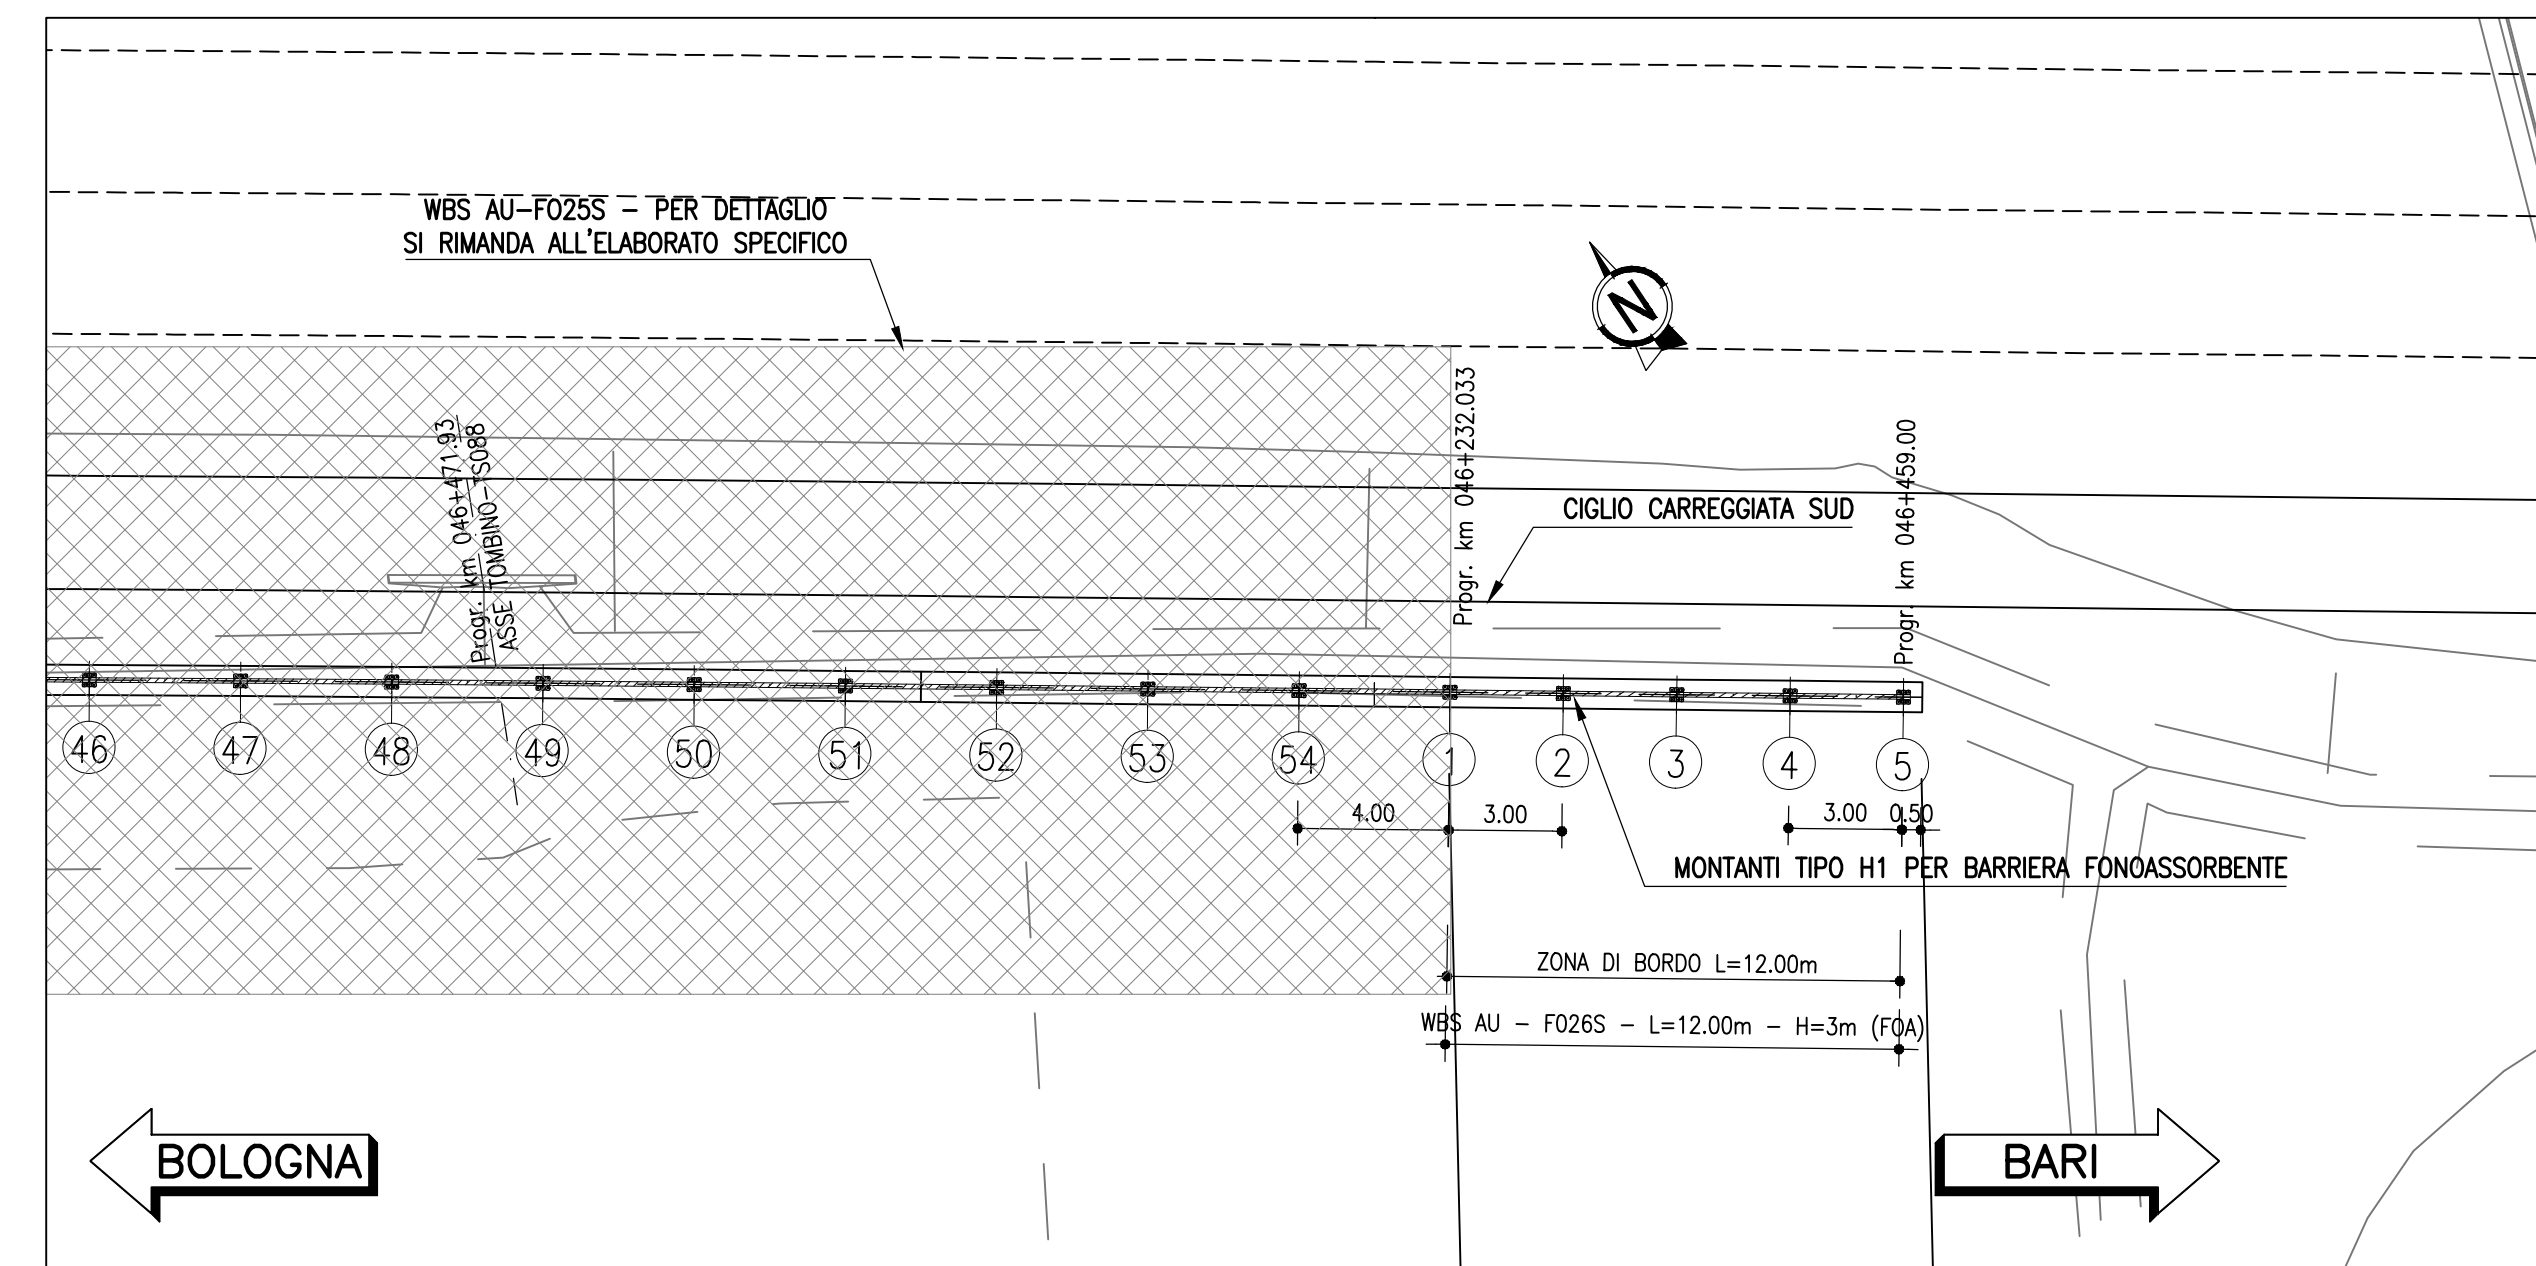 WBS AU-FO25S - PER DETTAGLIO
SI RIMANDA ALL'ELABORATO SPECIFICO
N
Progr. km 046+471.93
ASSE TOMBINO-TS088
Progr. km 046+232.033
CIGLIO CARREGGIATA SUD
Progr. km 046+459.00
46
47
48
49
50
51
52
53
54
1
2
3
4
5
4.00
3.00
3.00
0.50
MONTANTI TIPO H1 PER BARRIERA FONOASSORBENTE
ZONA DI BORDO L=12.00m
WBS AU - FO26S - L=12.00m - H=3m (FOA)
BOLOGNA
BARI